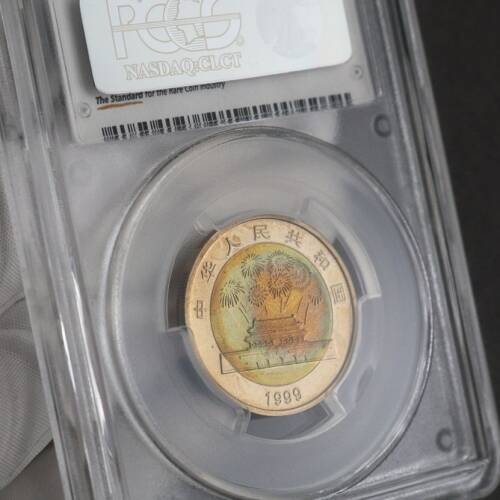 PCGS
NASDAQ:CLCT
The Standard for the Rare Coin Industry
中华人民共和国
1999